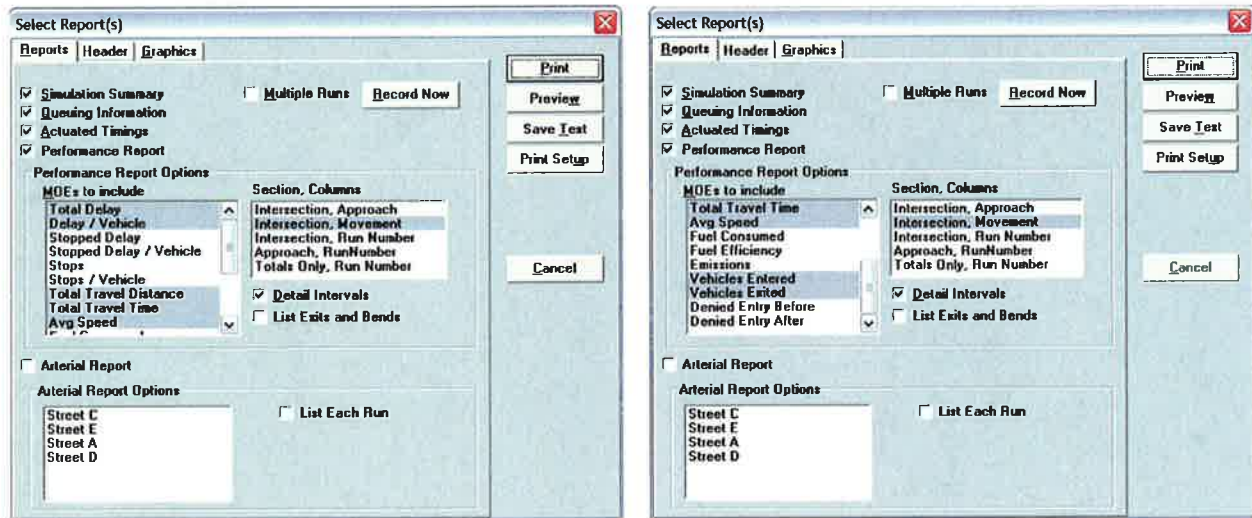 Select Report(s)
Reports Header Graphics
Simulation Summary
Queuing Information
Actuated Timings
Performance Report
Multiple Runs Record Now
Print
Preview
Save Text
Print Setup
Cancel
Performance Report Options
MOEs to include
Total Delay
Delay / Vehicle
Stopped Delay
Stopped Delay / Vehicle
Stops
Stops / Vehicle
Total Travel Distance
Total Travel Time
Avg Speed
Section, Columns
Intersection, Approach
Intersection, Movement
Intersection, Run Number
Approach, RunNumber
Totals Only, Run Number
Detail Intervals
List Exits and Bends
Arterial Report
Arterial Report Options
Street C
Street E
Street A
Street D
List Each Run
Select Report(s)
Reports Header Graphics
Simulation Summary
Queuing Information
Actuated Timings
Performance Report
Multiple Runs Record Now
Print
Preview
Save Text
Print Setup
Cancel
Performance Report Options
MOEs to include
Total Travel Time
Avg Speed
Fuel Consumed
Fuel Efficiency
Emissions
Vehicles Entered
Vehicles Exited
Denied Entry Before
Denied Entry After
Section, Columns
Intersection, Approach
Intersection, Movement
Intersection, Run Number
Approach, RunNumber
Totals Only, Run Number
Detail Intervals
List Exits and Bends
Arterial Report
Arterial Report Options
Street C
Street E
Street A
Street D
List Each Run